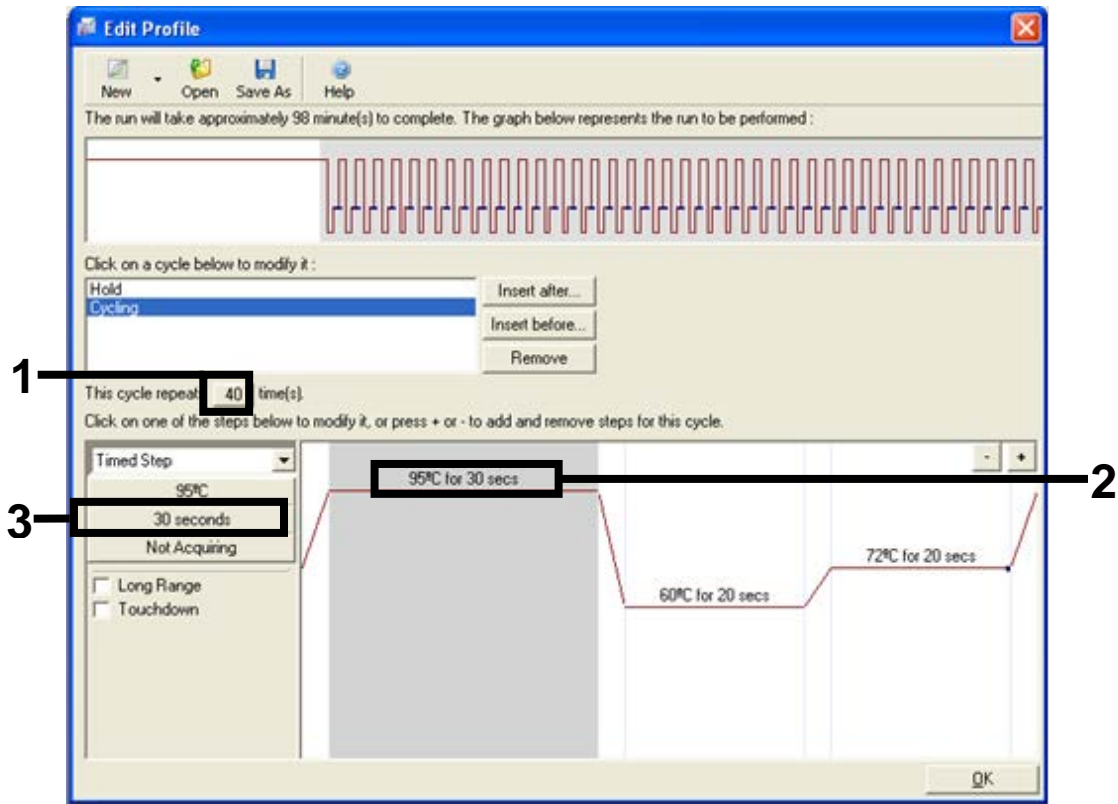 Edit Profile
New Open Save As Help
The run will take approximately 98 minute(s) to complete. The graph below represents the run to be performed :
Click on a cycle below to modify it :
Hold
Cycling
Insert after...
Insert before...
Remove
1
This cycle repeat 40 time(s).
Click on one of the steps below to modify it, or press + or - to add and remove steps for this cycle.
Timed Step
- +
95ºC
95ºC for 30 secs
2
3
30 seconds
Not Acquiring
72ºC for 20 secs
Long Range
60ºC for 20 secs
Touchdown
OK